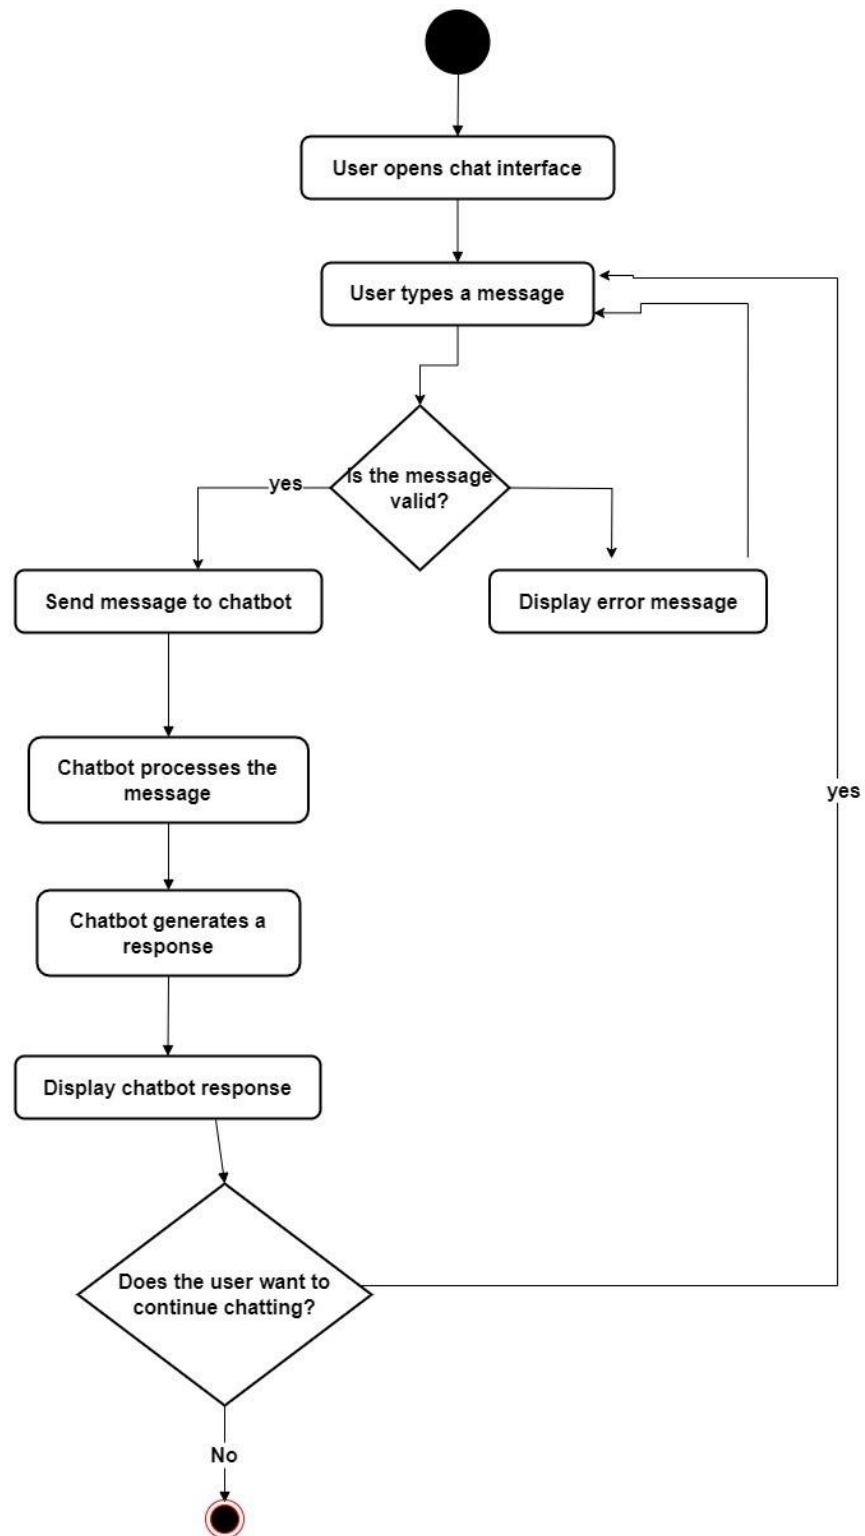 User opens chat interface
User types a message
Is the message
valid?
yes
Send message to chatbot
Display error message
Chatbot processes the
message
yes
Chatbot generates a
response
Display chatbot response
Does the user want to
continue chatting?
No